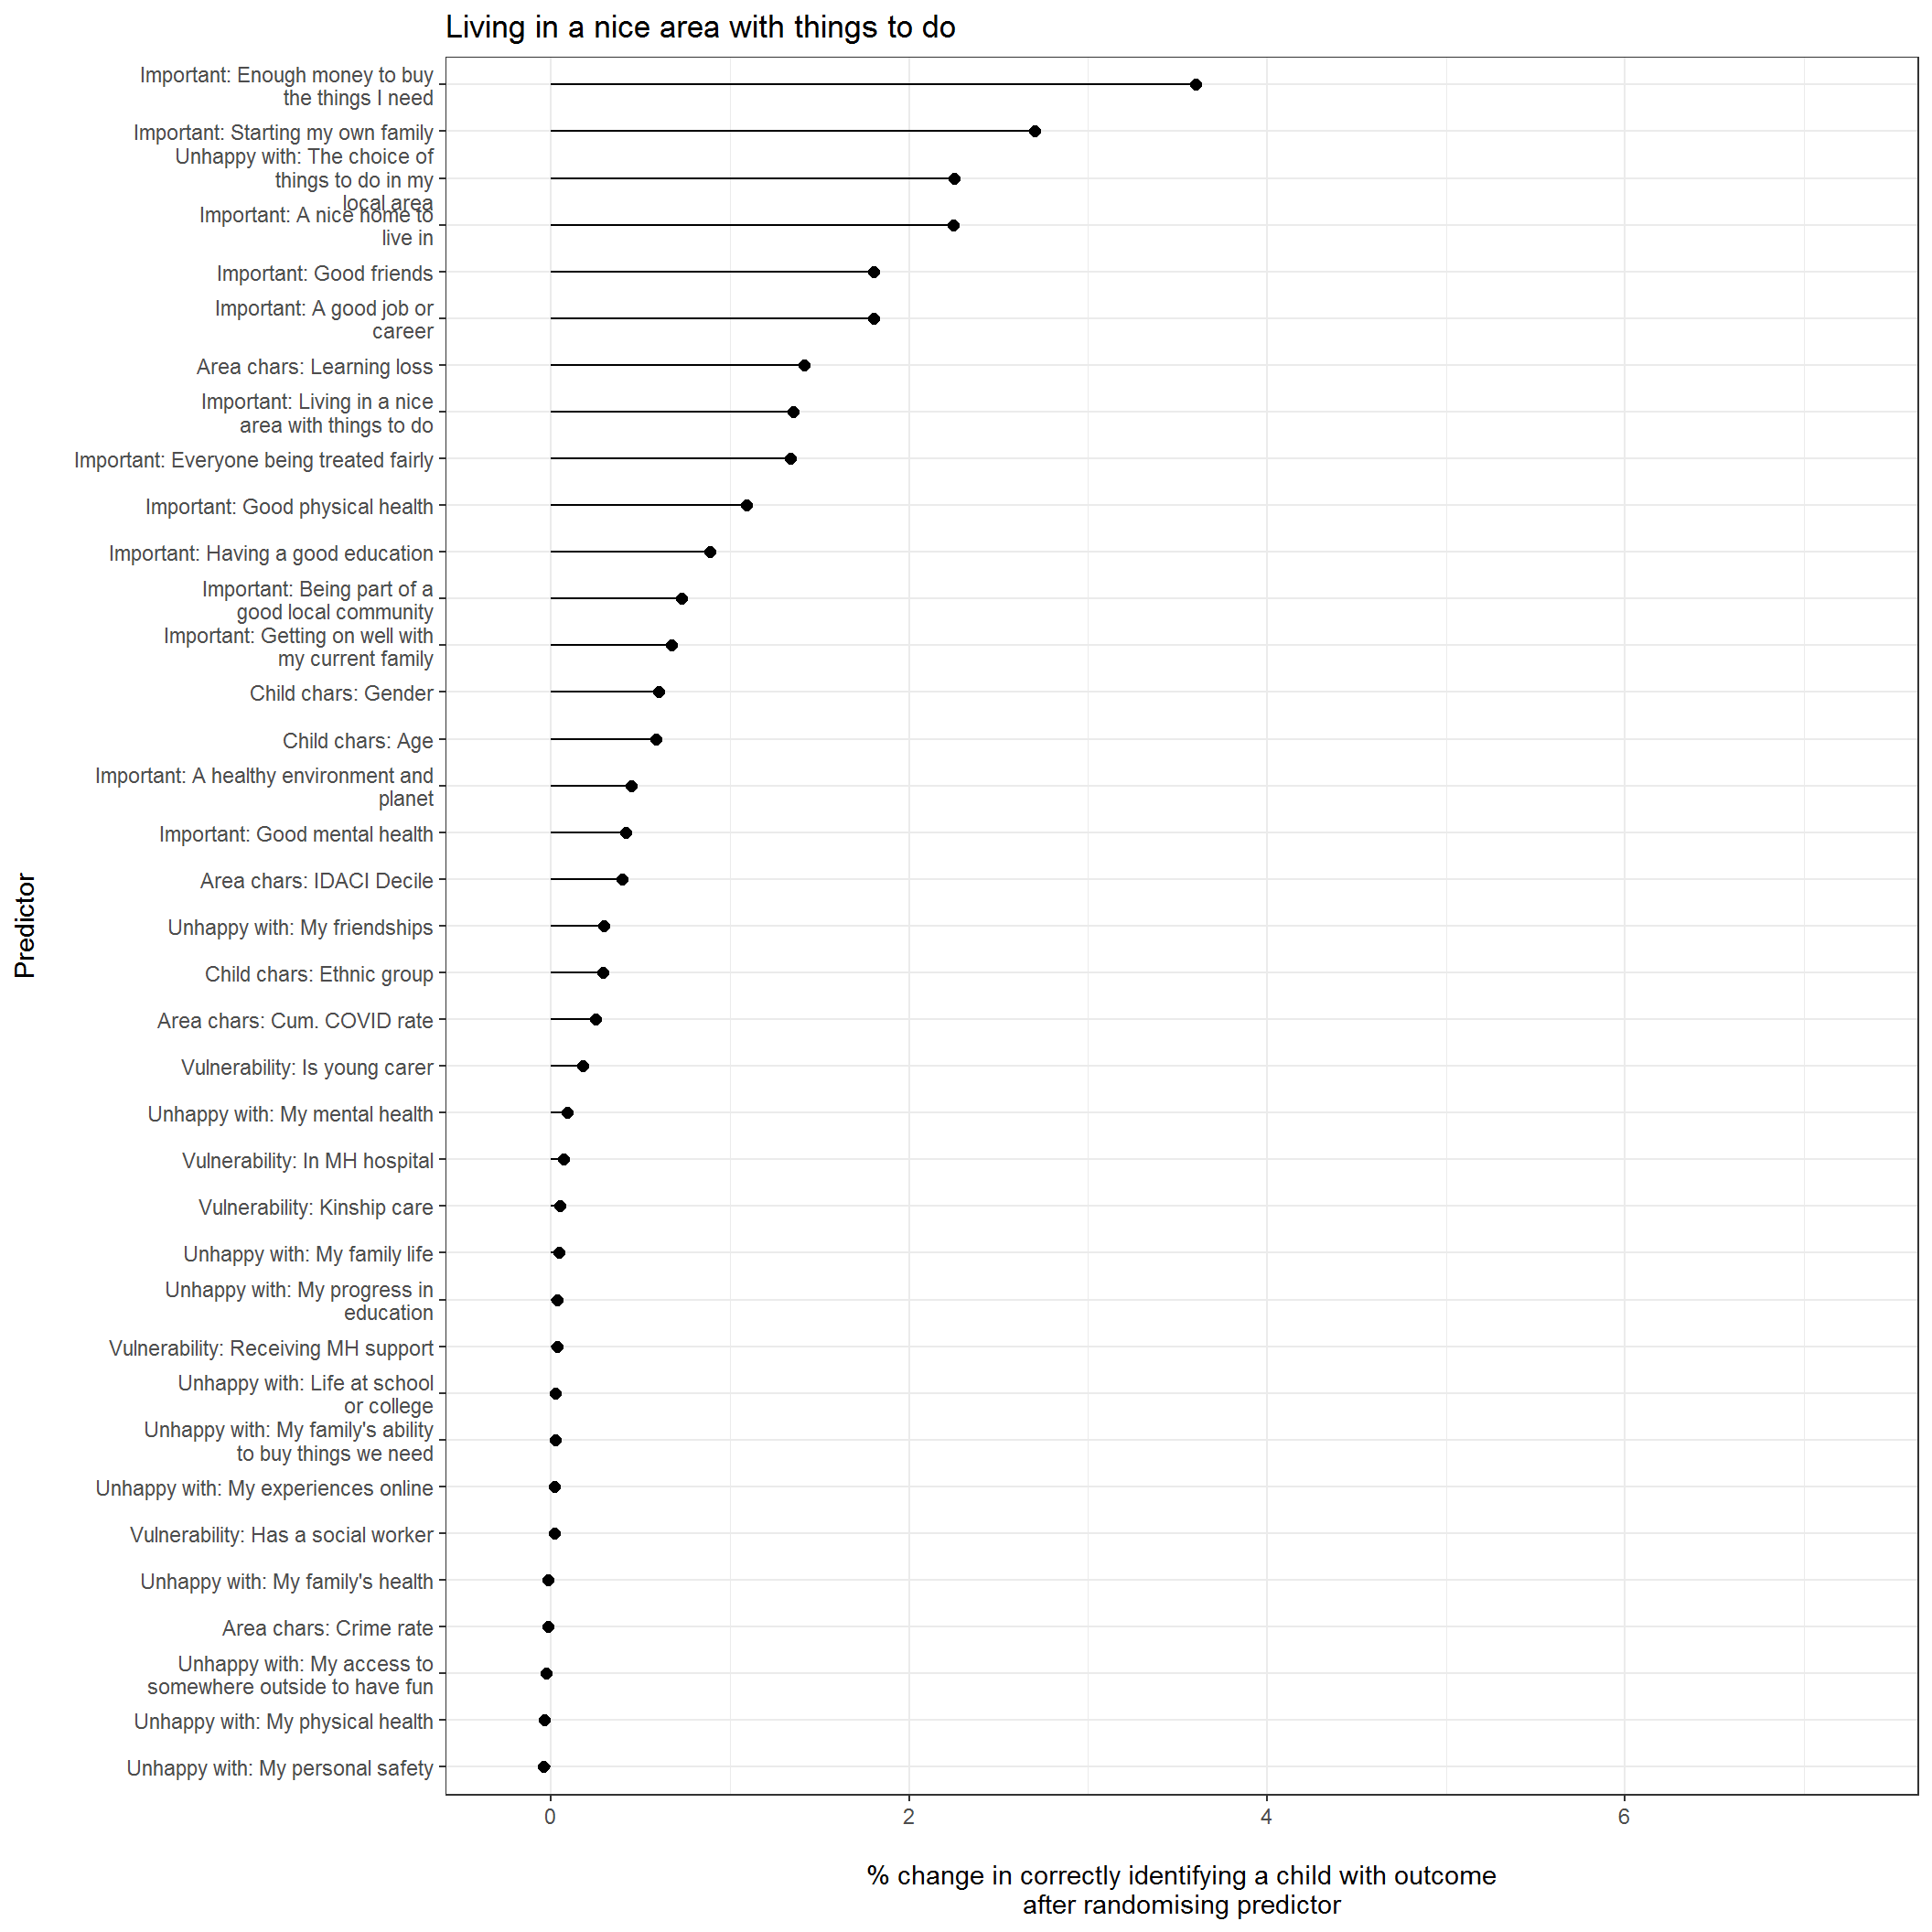 Living in a nice area with things to do
Important: Enough money to buy
the things I need
Important: Starting my own family
Unhappy with: The choice of
things to do in my
local area
Important: A nice home to
live in
Important: Good friends
Important: A good job or
career
Area chars: Learning loss
Important: Living in a nice
area with things to do
Important: Everyone being treated fairly
Important: Good physical health
Important: Having a good education
Important: Being part of a
good local community
Important: Getting on well with
my current family
Child chars: Gender
Child chars: Age
Important: A healthy environment and
planet
Important: Good mental health
Area chars: IDACI Decile
Unhappy with: My friendships
Child chars: Ethnic group
Area chars: Cum. COVID rate
Vulnerability: Is young carer
Unhappy with: My mental health
Vulnerability: In MH hospital
Vulnerability: Kinship care
Unhappy with: My family life
Unhappy with: My progress in
education
Vulnerability: Receiving MH support
Unhappy with: Life at school
or college
Unhappy with: My family's ability
to buy things we need
Unhappy with: My experiences online
Vulnerability: Has a social worker
Unhappy with: My family's health
Area chars: Crime rate
Unhappy with: My access to
somewhere outside to have fun
Unhappy with: My physical health
Unhappy with: My personal safety
Predictor
0 2 4 6
% change in correctly identifying a child with outcome
after randomising predictor